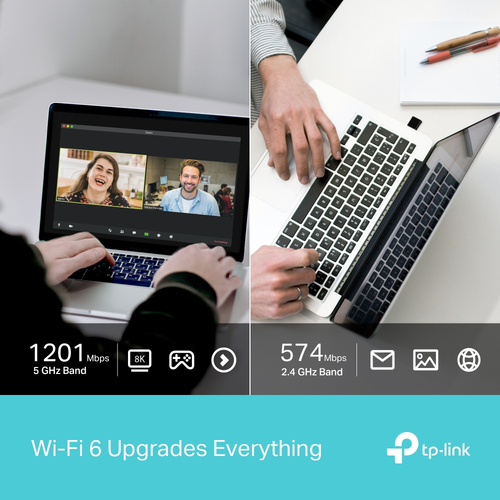 1201 Mbps
5 GHz Band
8K
574 Mbps
2.4 GHz Band
Wi-Fi 6 Upgrades Everything
tp-link